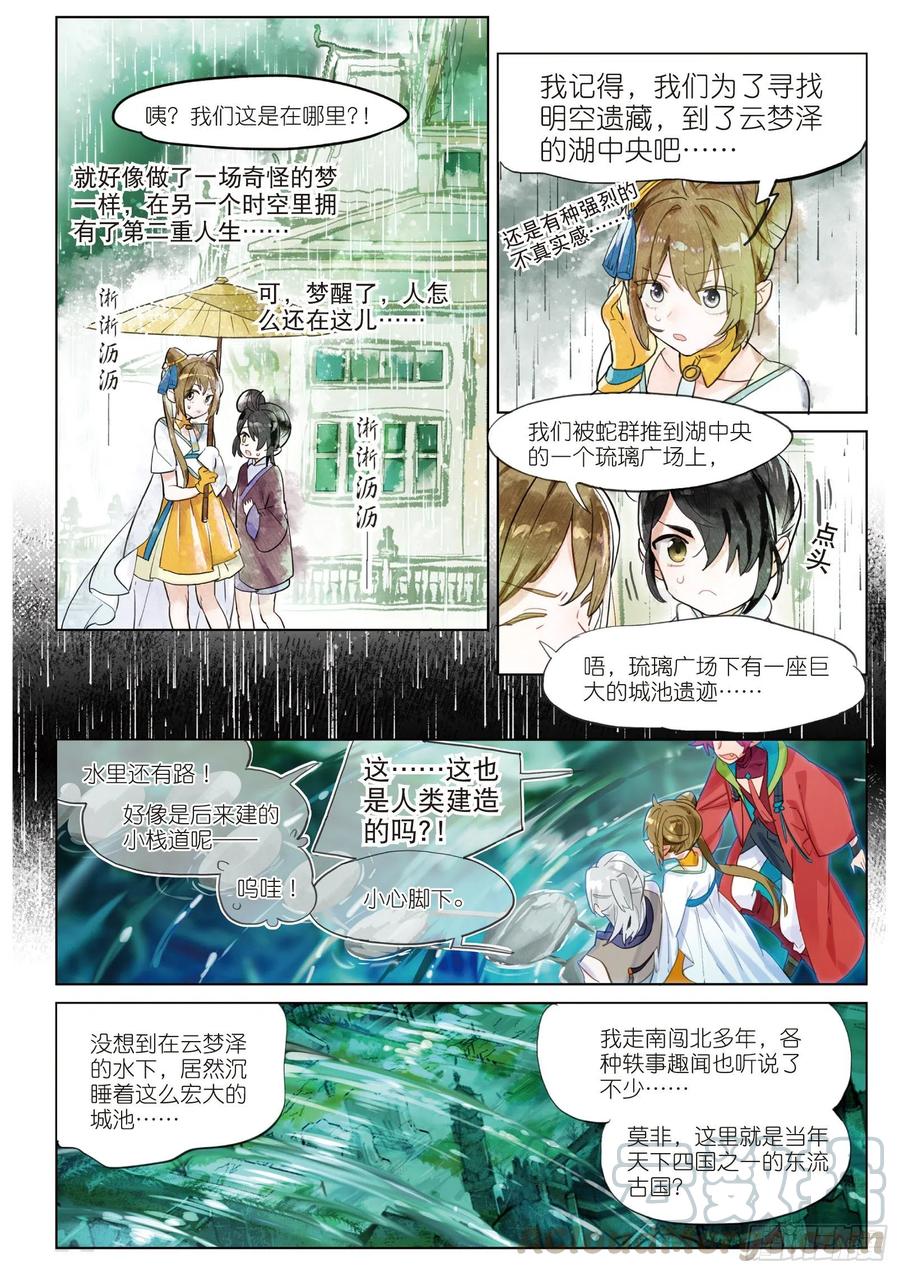 咦？我们这是在哪里？！
就好像做了一场奇怪的梦
一样，在另一个时空里拥
有了第二重人生……
可，梦醒了，人怎
么还在这儿……
淅淅沥沥——
淅淅沥沥——
我记得，我们为了寻找
明空遗藏，到了云梦泽
的湖中央吧……
还是有种强烈的
不真实感……
我们被蛇群推到湖中央
的一个琉璃广场上，
点头
唔，琉璃广场下有一座巨
大的城池遗迹……
水里还有路！
好像是后来建的
小栈道呢——
这……这也
是人类建造
的吗？！
呜哇！
小心脚下。
没想到在云梦泽
的水下，居然沉
睡着这么宏大的
城池……
我走南闯北多年，各
种轶事趣闻也听说了
不少……
莫非，这里就是当年
天下四国之一的东流
古国？